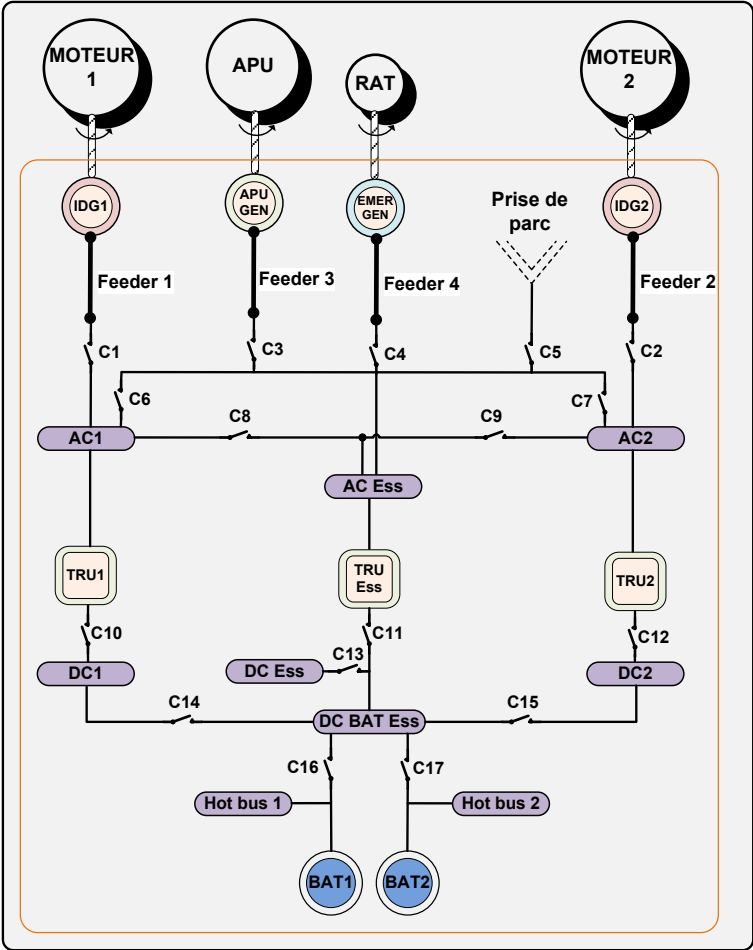 MOTEUR
1
APU
RAT
MOTEUR
2
IDG1
APU
GEN
EMER
GEN
Prise de
parc
IDG2
Feeder 1
Feeder 3
Feeder 4
Feeder 2
C1
C3
C4
C5
C2
C6
C7
C8
C9
AC1
AC2
AC Ess
TRU1
TRU
Ess
TRU2
C10
C11
C12
C13
DC1
DC Ess
DC2
C14
DC BAT Ess
C15
C16
C17
Hot bus 1
Hot bus 2
BAT1
BAT2